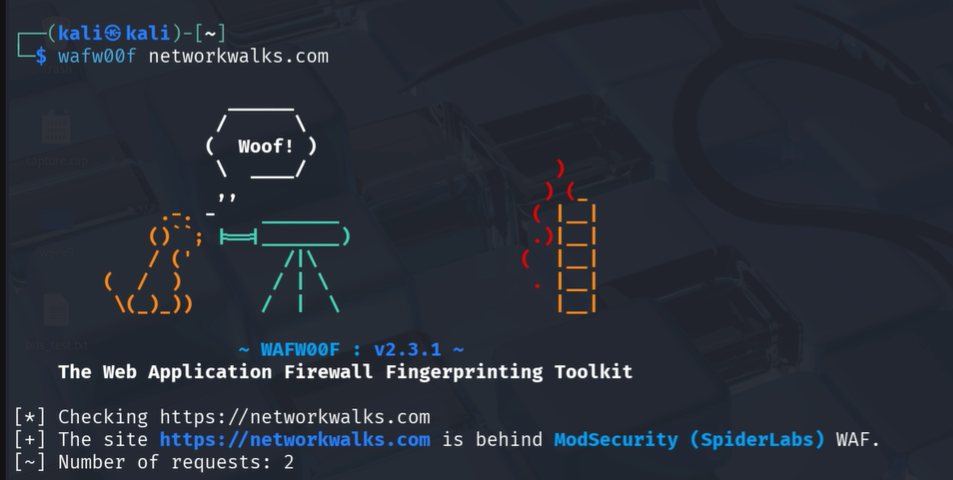 ┌──(kali㉿kali)-[~]
└─$ wafw00f networkwalks.com
Woof!
~ WAFW00F : v2.3.1 ~
The Web Application Firewall Fingerprinting Toolkit
[*] Checking https://networkwalks.com
[+] The site https://networkwalks.com is behind ModSecurity (SpiderLabs) WAF.
[~] Number of requests: 2